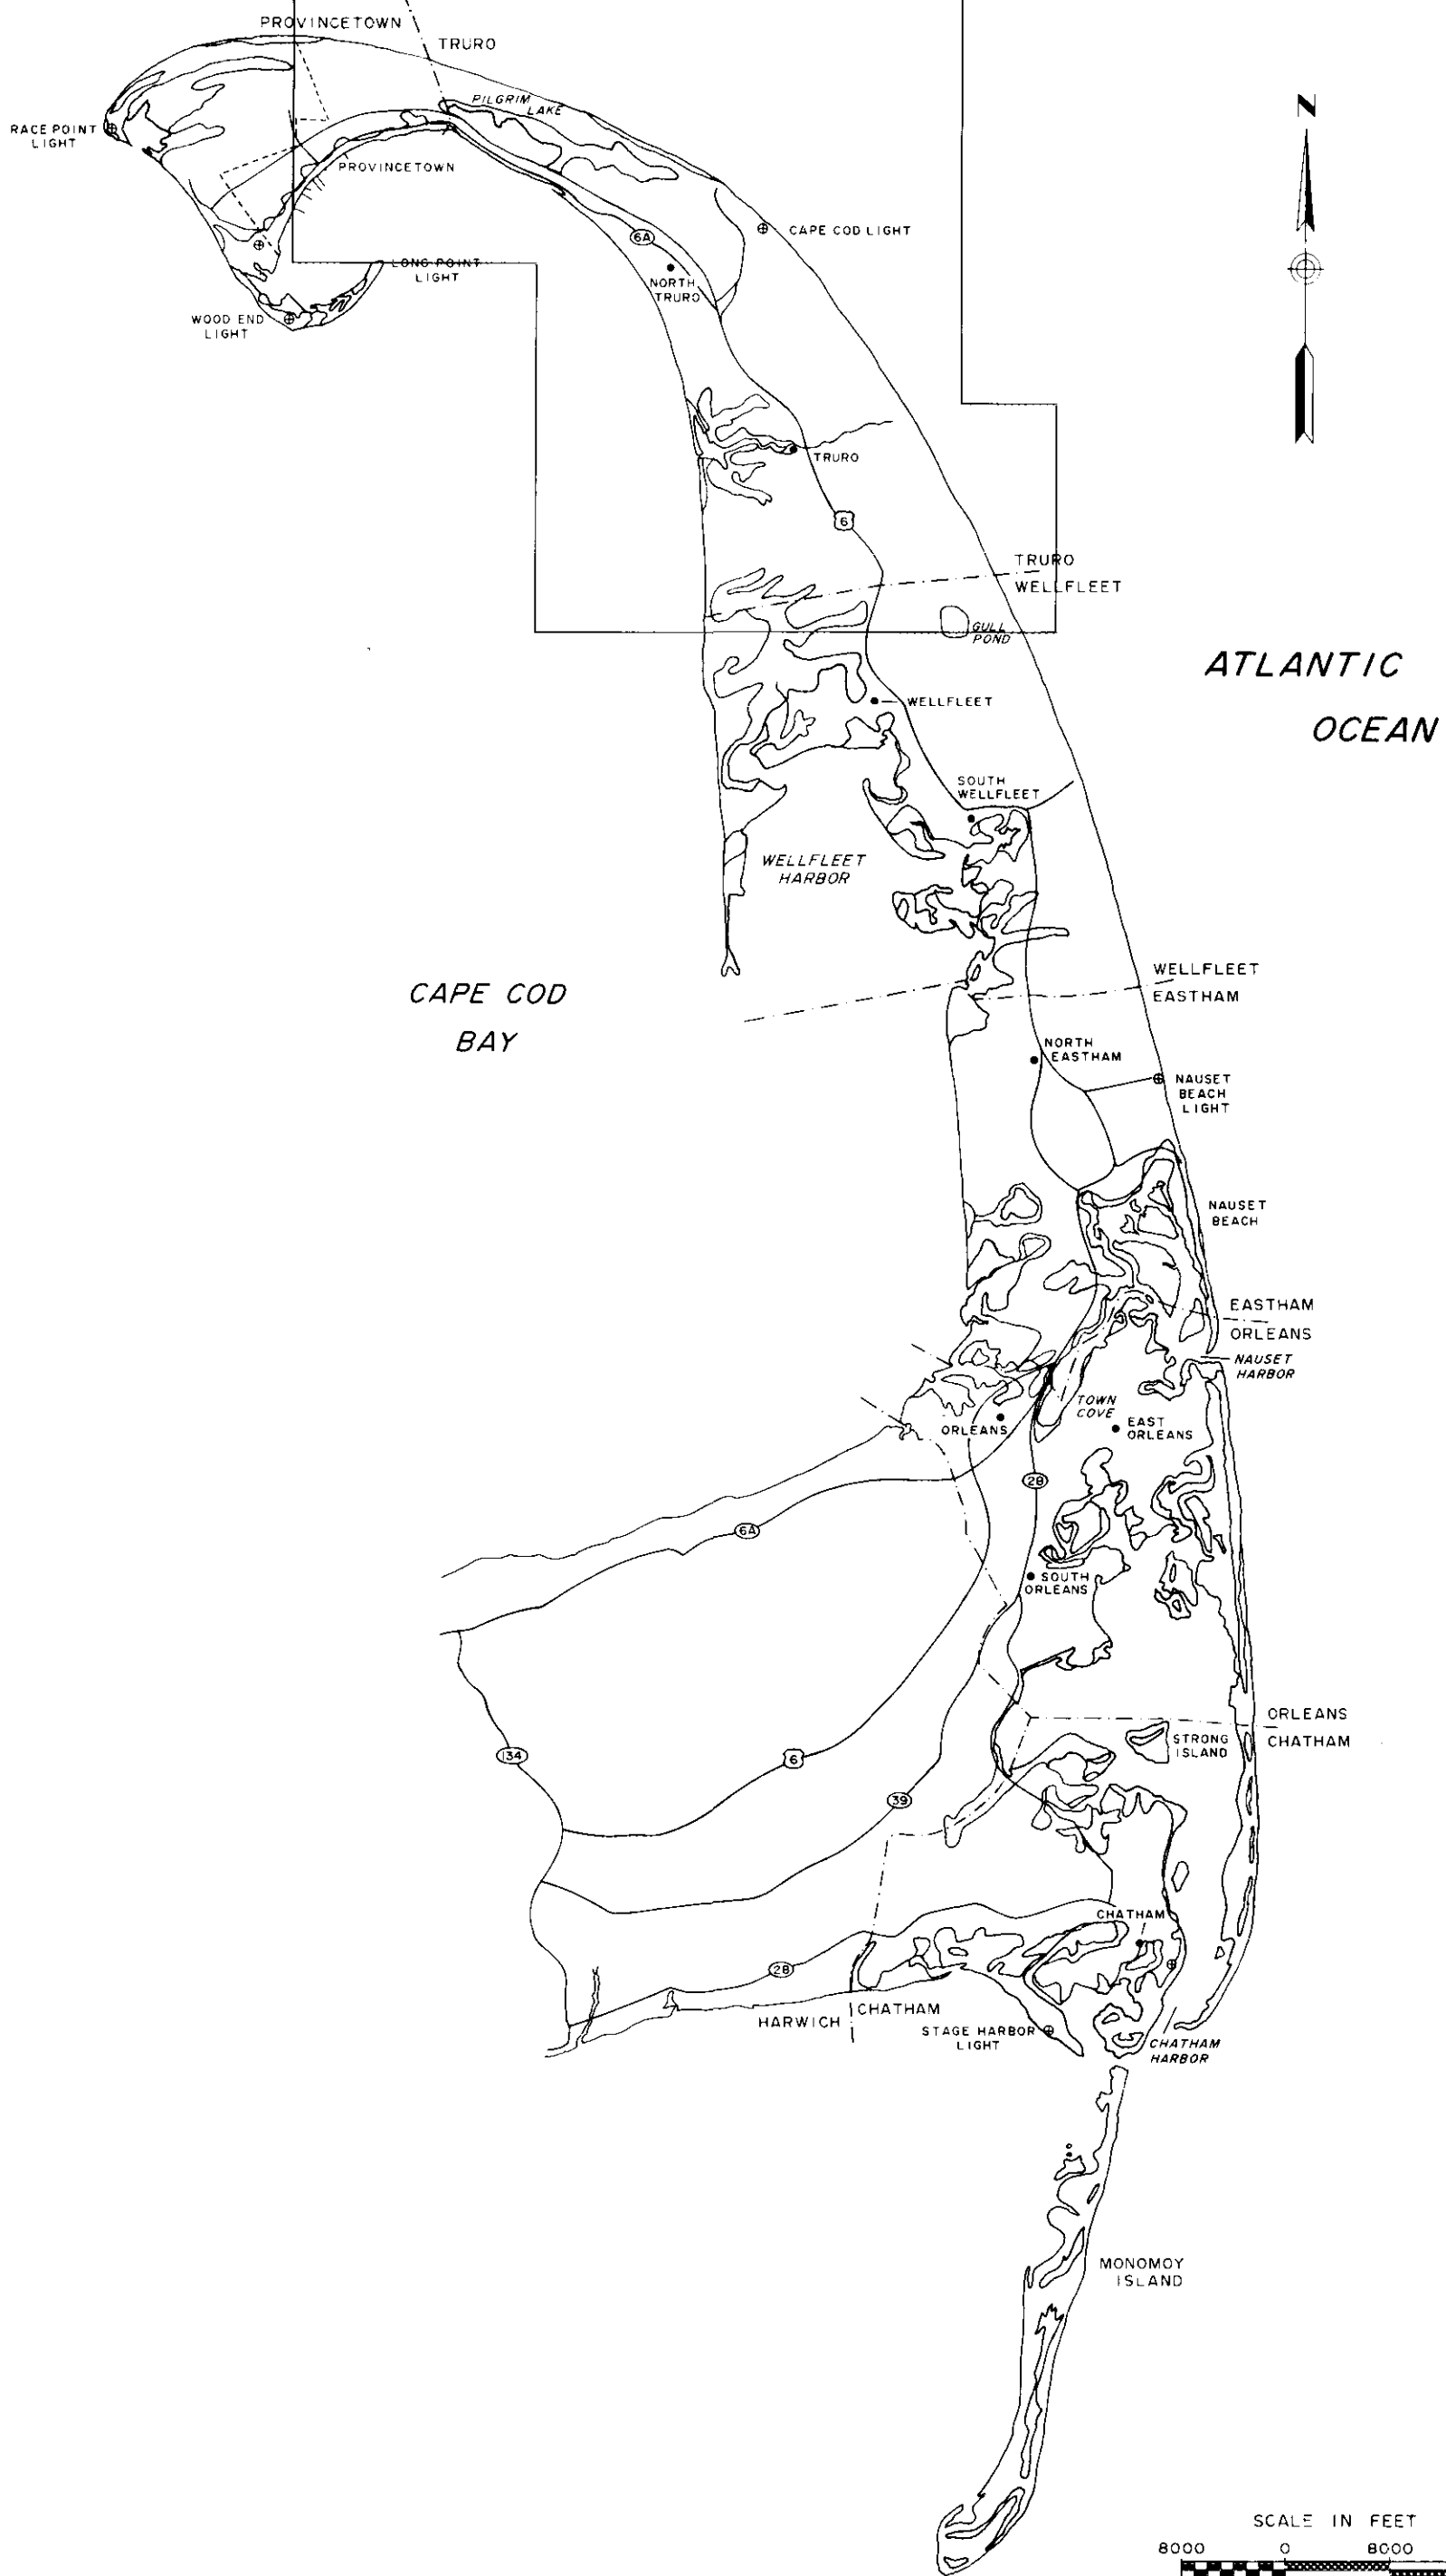 PROVINCETOWN
TRURO
PILGRIM
LAKE
RACE POINT
LIGHT
PROVINCETOWN
CAPE COD LIGHT
6A
LONG POINT
LIGHT
NORTH
TRURO
WOOD END
LIGHT
N
TRURO
6
TRURO
WELLFLEET
GULL
POND
ATLANTIC
OCEAN
WELLFLEET
SOUTH
WELLFLEET
WELLFLEET
HARBOR
CAPE COD
BAY
WELLFLEET
EASTHAM
NORTH
EASTHAM
NAUSET
BEACH
LIGHT
NAUSET
BEACH
EASTHAM
ORLEANS
NAUSET
HARBOR
TOWN
COVE
ORLEANS
EAST
ORLEANS
28
6A
SOUTH
ORLEANS
ORLEANS
CHATHAM
STRONG
ISLAND
134
6
39
CHATHAM
28
HARWICH
CHATHAM
STAGE HARBOR
LIGHT
CHATHAM
HARBOR
MONOMOY
ISLAND
SCALE IN FEET
8000 0 8000